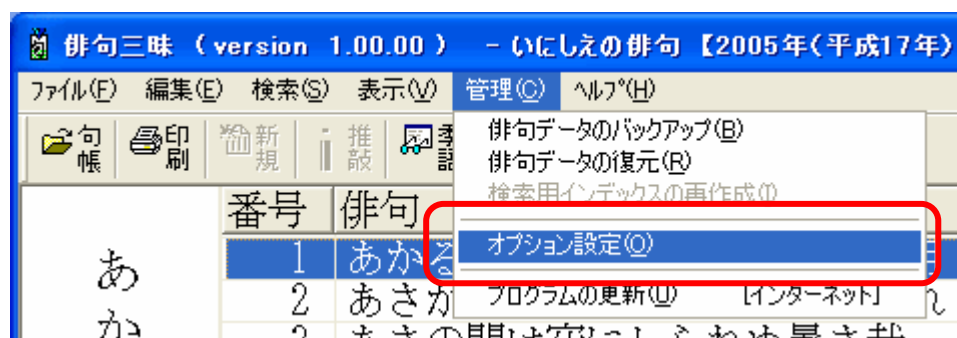 俳句三昧 (version 1.00.00) - いにしえの俳句 【2005年(平成17年)
ファイル(F) 編集(E) 検索(S) 表示(V) 管理(C) ヘルプ(H)
句帳 印刷 新規 推敲
俳句データのバックアップ(B)
俳句データの復元(R)
検索用インデックスの再作成(I)
オプション設定(O)
プログラムの更新(U) [インターネット]
番号 俳句
1 あかる
2 あさが
あか